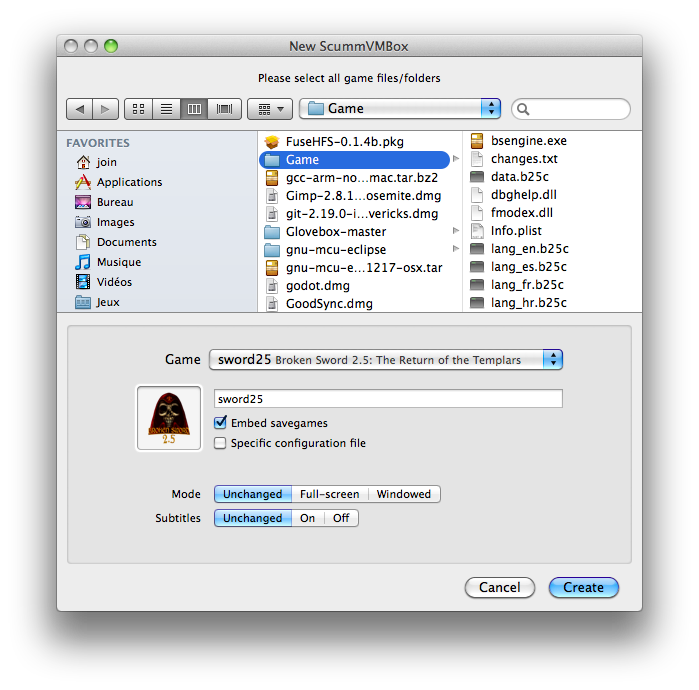 New ScummVMBox
Please select all game files/folders
Game
FAVORITES
join
Applications
Bureau
Images
Documents
Musique
Vidéos
Jeux
FuseHFS-0.1.4b.pkg
Game
gcc-arm-no...mac.tar.bz2
Gimp-2.8.1...osemite.dmg
git-2.19.0-i...vericks.dmg
Glovebox-master
gnu-mcu-eclipse
gnu-mcu-e...1217-osx.tar
godot.dmg
GoodSync.dmg
bsengine.exe
changes.txt
data.b25c
dbghelp.dll
fmodex.dll
Info.plist
lang_en.b25c
lang_es.b25c
lang_fr.b25c
lang_hr.b25c
Game sword25 Broken Sword 2.5: The Return of the Templars
BROKEN SWORD
2.5
sword25
Embed savegames
Specific configuration file
Mode Unchanged Full-screen Windowed
Subtitles Unchanged On Off
Cancel Create